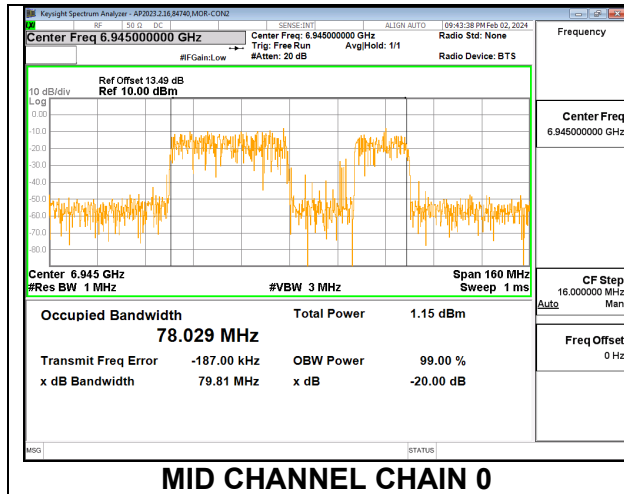 Keysight Spectrum Analyzer - AP2023.2.16,84740,MOR-CON2
RF 50 Ω DC SENSE:INT ALIGN AUTO 09:43:38 PM Feb 02, 2024
Center Freq 6.945000000 GHz
Center Freq: 6.945000000 GHz Radio Std: None
Trig: Free Run Avg|Hold: 1/1
#IFGain:Low #Atten: 20 dB Radio Device: BTS
Frequency
Ref Offset 13.49 dB
10 dB/div Ref 10.00 dBm
Log
0.00
-10.0
-20.0
-30.0
-40.0
-50.0
-60.0
-70.0
-80.0
Center 6.945 GHz Span 160 MHz
#Res BW 1 MHz #VBW 3 MHz Sweep 1 ms
Center Freq
6.945000000 GHz
CF Step
16.000000 MHz
Auto Man
Freq Offset
0 Hz
Occupied Bandwidth Total Power 1.15 dBm
78.029 MHz
Transmit Freq Error -187.00 kHz OBW Power 99.00 %
x dB Bandwidth 79.81 MHz x dB -20.00 dB
MSG STATUS
MID CHANNEL CHAIN 0